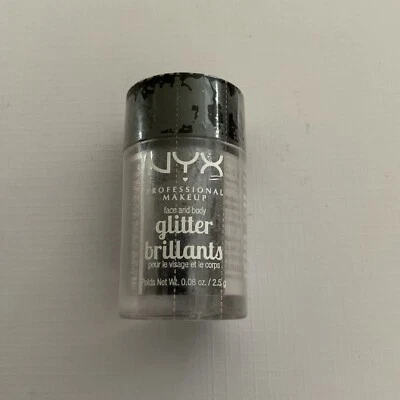 NYX
PROFESSIONAL
MAKEUP
face and body
glitter
brillants
pour le visage et le corps
Poids Net Wt. 0.08 oz. / 2.5 g